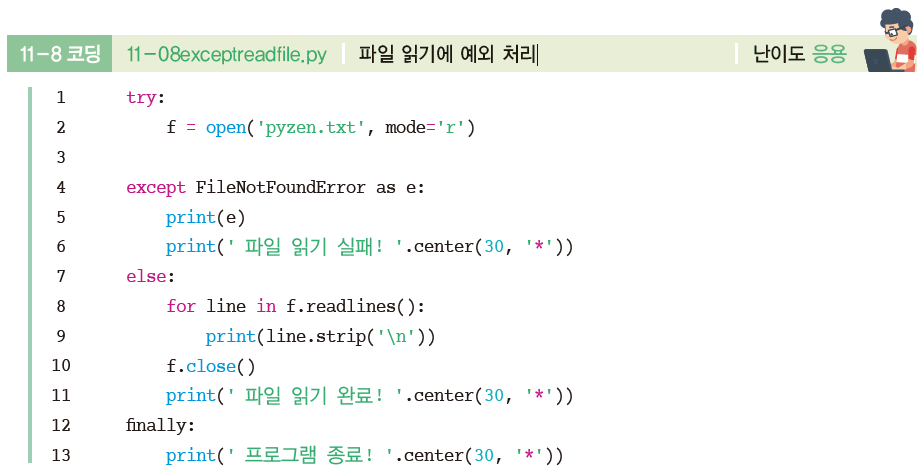 11-8 코딩 11-08exceptreadfile.py 파일 읽기에 예외 처리 난이도 응용
1 try:
2     f = open('pyzen.txt', mode='r')
3
4 except FileNotFoundError as e:
5     print(e)
6     print(' 파일 읽기 실패! '.center(30, '*'))
7 else:
8     for line in f.readlines():
9         print(line.strip('\n'))
10     f.close()
11     print(' 파일 읽기 완료! '.center(30, '*'))
12 finally:
13     print(' 프로그램 종료! '.center(30, '*'))